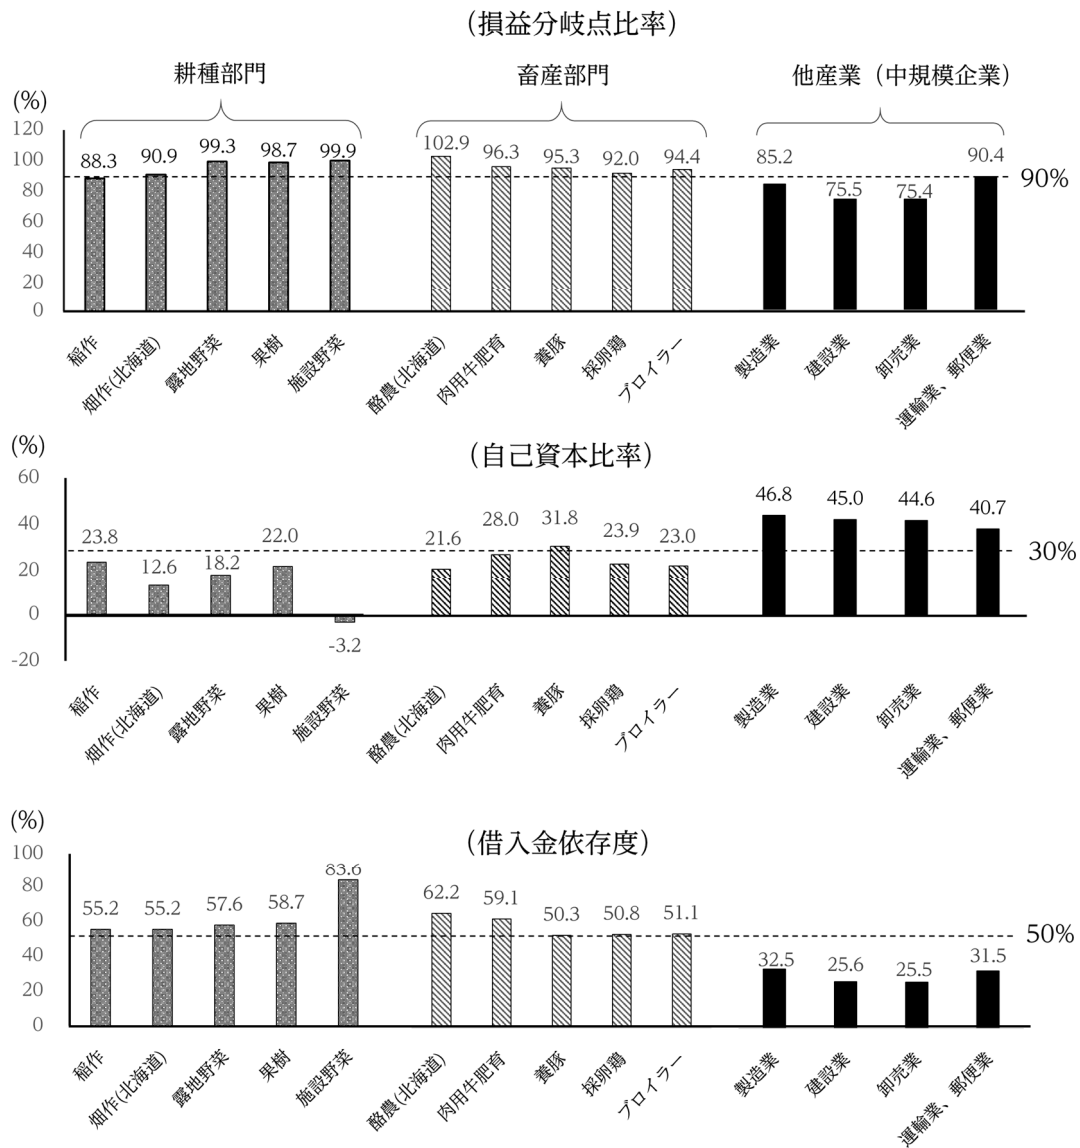 （損益分岐点比率）
耕種部門
畜産部門
他産業（中規模企業）
(%)
120
100
80
60
40
20
0
88.3
90.9
99.3
98.7
99.9
102.9
96.3
95.3
92.0
94.4
85.2
75.5
75.4
90.4
90%
稲作
畑作(北海道)
露地野菜
果樹
施設野菜
酪農(北海道)
肉用牛肥育
養豚
採卵鶏
ブロイラー
製造業
建設業
卸売業
運輸業、郵便業
（自己資本比率）
(%)
60
40
20
0
-20
23.8
12.6
18.2
22.0
-3.2
21.6
28.0
31.8
23.9
23.0
46.8
45.0
44.6
40.7
30%
稲作
畑作(北海道)
露地野菜
果樹
施設野菜
酪農(北海道)
肉用牛肥育
養豚
採卵鶏
ブロイラー
製造業
建設業
卸売業
運輸業、郵便業
（借入金依存度）
(%)
100
80
60
40
20
0
55.2
55.2
57.6
58.7
83.6
62.2
59.1
50.3
50.8
51.1
32.5
25.6
25.5
31.5
50%
稲作
畑作(北海道)
露地野菜
果樹
施設野菜
酪農(北海道)
肉用牛肥育
養豚
採卵鶏
ブロイラー
製造業
建設業
卸売業
運輸業、郵便業